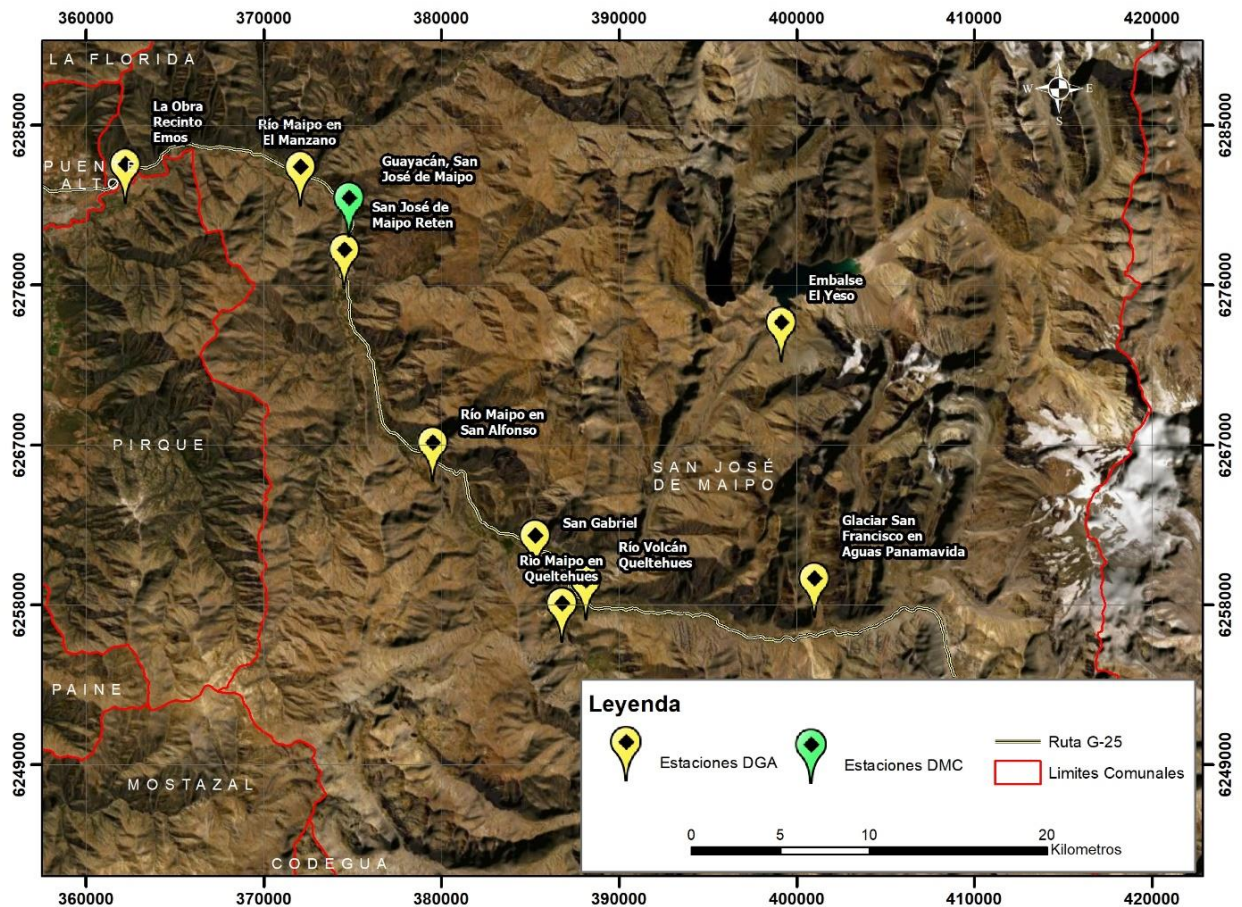 360000 370000 380000 390000 400000 410000 420000
LA FLORIDA
W E
S
6285000 6285000
La Obra
Recinto
Emos
Río Maipo en
El Manzano
PUENTE
ALTO
Guayacán, San
José de Maipo
San José de
Maipo Reten
6276000 6276000
Embalse
El Yeso
Río Maipo en
San Alfonso
6267000 6267000
PIRQUE
SAN JOSÉ
DE MAIPO
San Gabriel
Glaciar San
Francisco en
Aguas Panamavida
Río Volcán
Queltehues
Rìo Maipo en
Queltehues
6258000 6258000
PAINE
MOSTAZAL
CODEGUA
6249000 6249000
Leyenda
Estaciones DGA
Estaciones DMC
Ruta G-25
Limites Comunales
0 5 10 20
Kilometros
360000 370000 380000 390000 400000 410000 420000